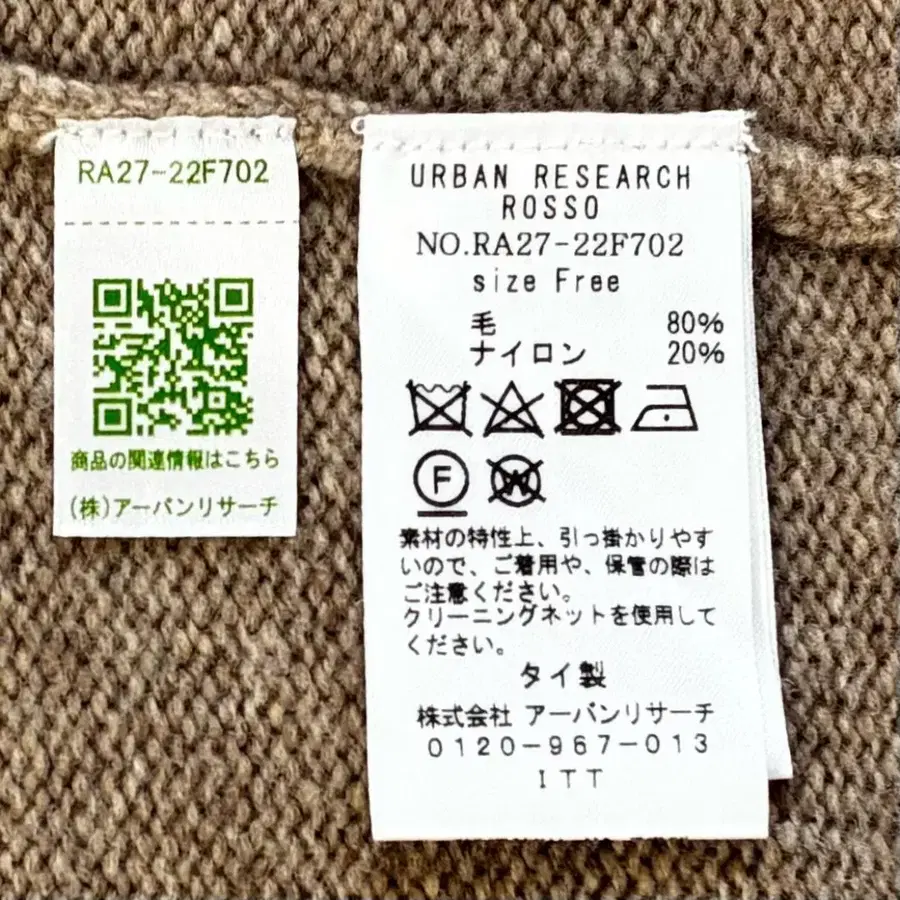 RA27-22F702
商品の関連情報はこちら
(株)アーバンリサーチ
URBAN RESEARCH
ROSSO
NO.RA27-22F702
size Free
毛 80%
ナイロン 20%
F
W
素材の特性上、引っ掛かりやす
いので、ご着用や、保管の際は
ご注意ください。
クリーニングネットを使用して
ください。
タイ製
株式会社 アーバンリサーチ
0120-967-013
ITT